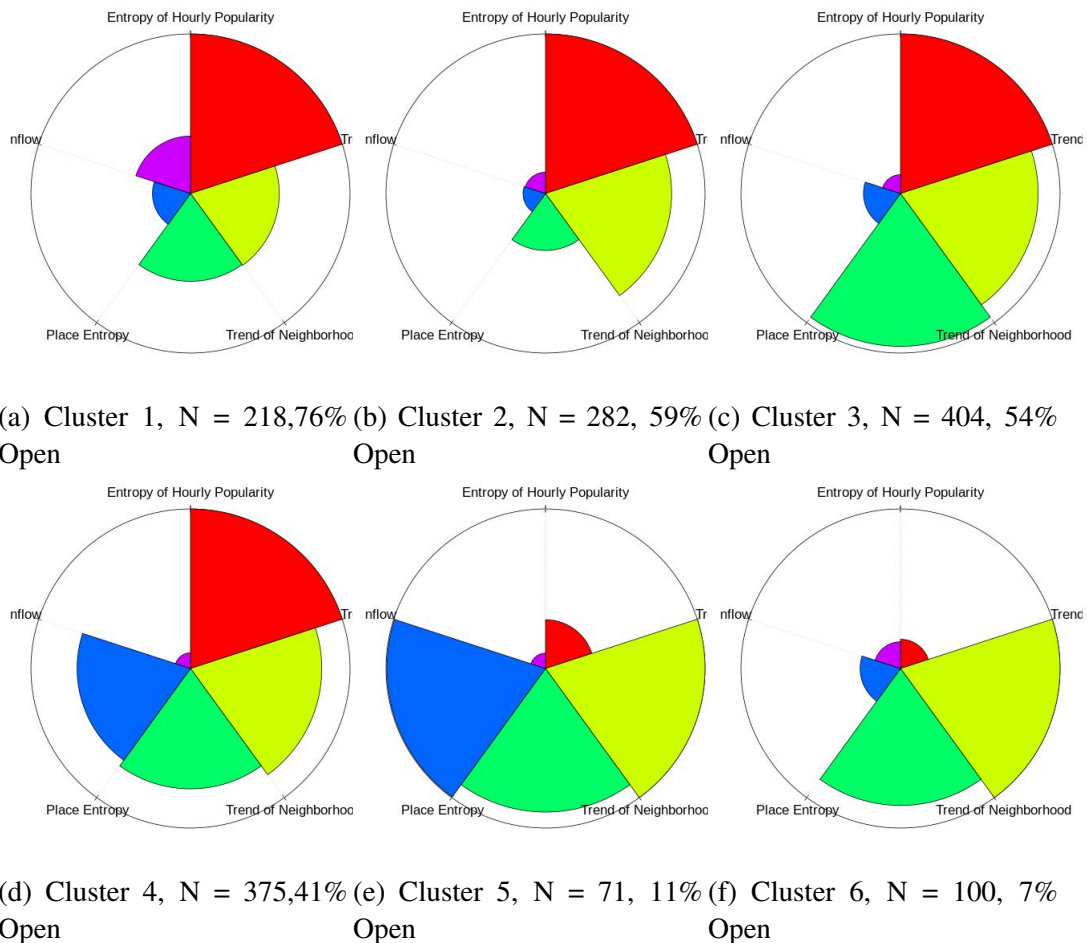 Entropy of Hourly Popularity
nflow
Tr
Place Entropy
Trend of Neighborhoo
(a) Cluster 1, N = 218,76%
Open
Entropy of Hourly Popularity
nflow
Tr
Place Entropy
Trend of Neighborhoo
(b) Cluster 2, N = 282, 59%
Open
Entropy of Hourly Popularity
nflow
Trend
Place Entropy
Trend of Neighborhood
(c) Cluster 3, N = 404, 54%
Open
Entropy of Hourly Popularity
nflow
Tr
Place Entropy
Trend of Neighborhoo
(d) Cluster 4, N = 375,41%
Open
Entropy of Hourly Popularity
nflow
Tr
Place Entropy
Trend of Neighborhoo
(e) Cluster 5, N = 71, 11%
Open
Entropy of Hourly Popularity
nflow
Trend
Place Entropy
Trend of Neighborhood
(f) Cluster 6, N = 100, 7%
Open